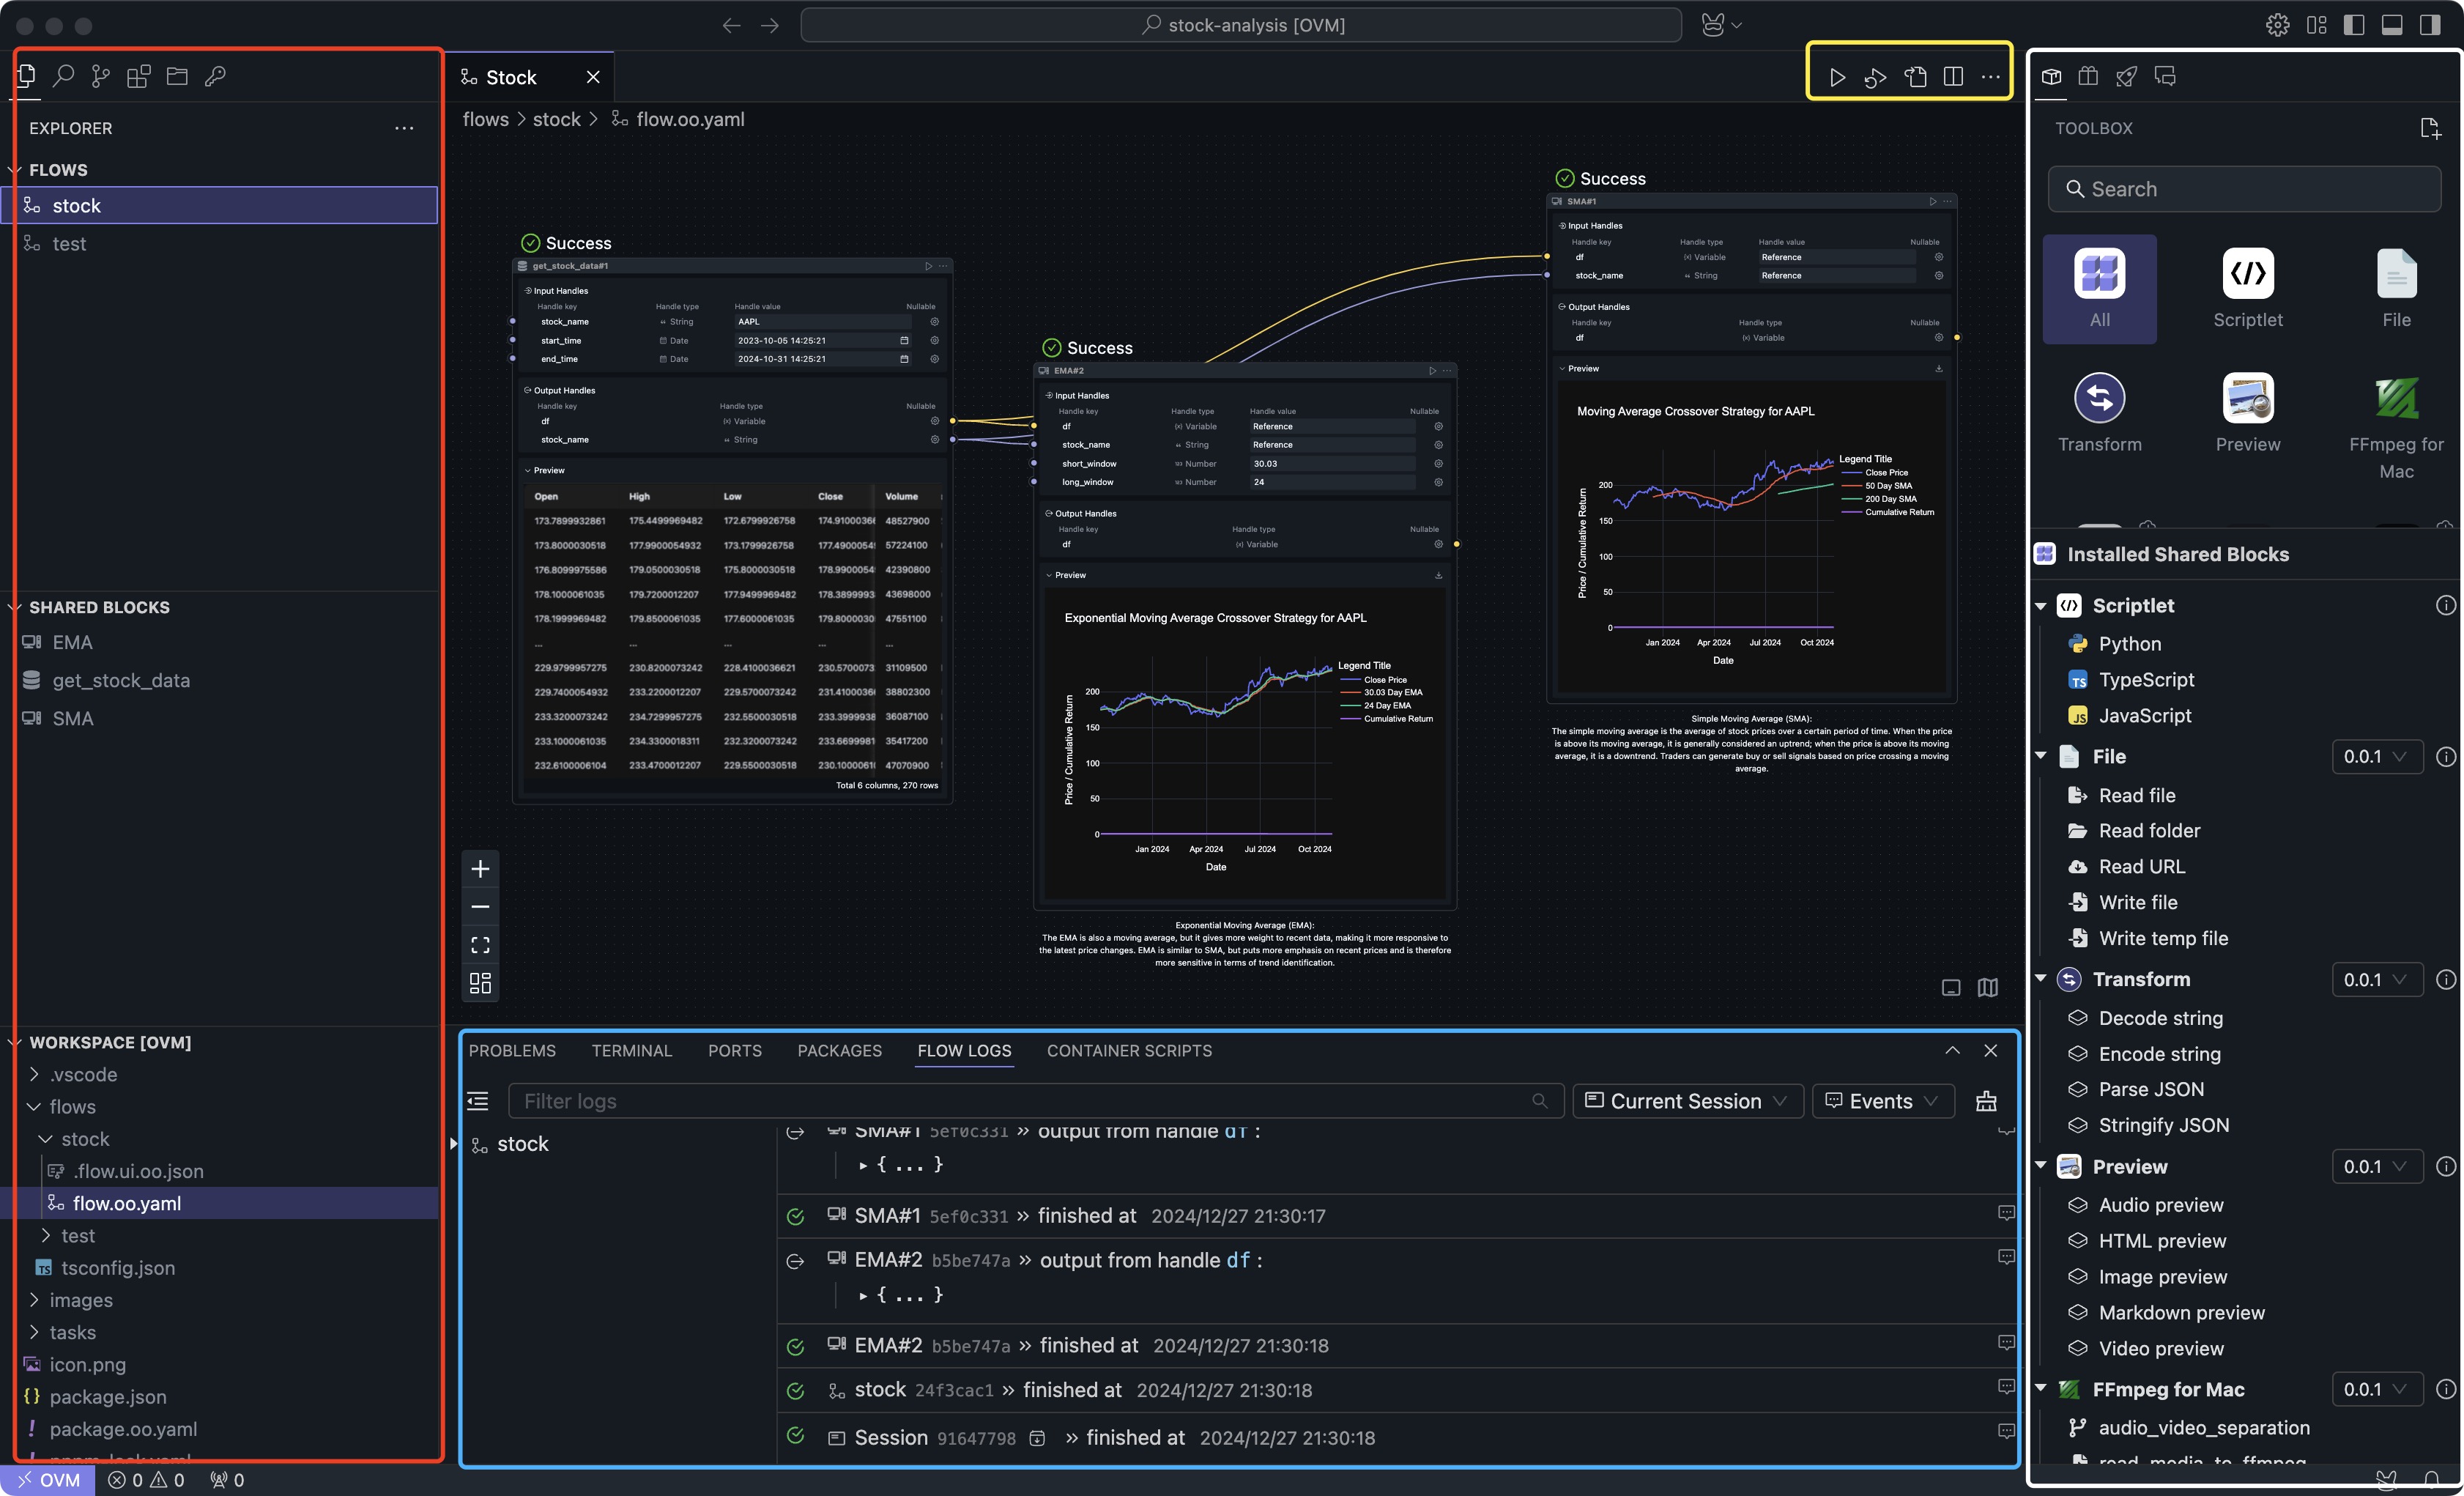 stock-analysis [OVM]
EXPLORER
FLOWS
stock
test
SHARED BLOCKS
EMA
get_stock_data
SMA
WORKSPACE [OVM]
.vscode
flows
stock
.flow.ui.oo.json
flow.oo.yaml
test
TS tsconfig.json
images
tasks
icon.png
{} package.json
! package.oo.yaml
OVM 0 0 0
Stock
flows > stock > flow.oo.yaml
Success
get_stock_data#1
Input Handles
Handle key Handle type Handle value Nullable
stock_name String AAPL
start_time Date 2023-10-05 14:25:21
end_time Date 2024-10-31 14:25:21
Output Handles
Handle key Handle type Nullable
df (x) Variable
stock_name String
Preview
Open High Low Close Volume
173.7899932861 175.4499969482 172.6799926758 174.91000366 48527900
173.8000030518 177.9900054932 173.1799926758 177.4900054 57224100
176.8099975586 179.0500030518 175.8000030518 178.9900054 42390800
178.1000061035 179.7200012207 177.9499969482 178.3899993 43698000
178.1999969482 179.8500061035 177.6000061035 179.8000030 47551100
... ... ... ... ...
229.9799957275 230.8200073242 228.4100036621 230.570007 31109500
229.7400054932 233.2200012207 229.5700073242 231.4100036 38802300
233.3200073242 234.7299957275 232.5500030518 233.3999938 36087100
233.1000061035 234.3300018311 232.3200073242 233.6699981 35417200
232.6100006104 233.4700012207 229.5500030518 230.1000061 47070900
Total 6 columns, 270 rows
Success
EMA#2
Input Handles
Handle key Handle type Handle value Nullable
df (x) Variable Reference
stock_name String Reference
short_window 123 Number 30.03
long_window 123 Number 24
Output Handles
Handle key Handle type Nullable
df (x) Variable
Preview
Exponential Moving Average Crossover Strategy for AAPL
Price / Cumulative Return
200
150
100
50
0
Jan 2024 Apr 2024 Jul 2024 Oct 2024
Date
Legend Title
Close Price
30.03 Day EMA
24 Day EMA
Cumulative Return
Exponential Moving Average (EMA):
The EMA is also a moving average, but it gives more weight to recent data, making it more responsive to
the latest price changes. EMA is similar to SMA, but puts more emphasis on recent prices and is therefore
more sensitive in terms of trend identification.
Success
SMA#1
Input Handles
Handle key Handle type Handle value Nullable
df (x) Variable Reference
stock_name String Reference
Output Handles
Handle key Handle type Nullable
df (x) Variable
Preview
Moving Average Crossover Strategy for AAPL
Price / Cumulative Return
200
150
100
50
0
Jan 2024 Apr 2024 Jul 2024 Oct 2024
Date
Legend Title
Close Price
50 Day SMA
200 Day SMA
Cumulative Return
Simple Moving Average (SMA):
The simple moving average is the average of stock prices over a certain period of time. When the price
is above its moving average, it is generally considered an uptrend; when the price is above its moving
average, it is a downtrend. Traders can generate buy or sell signals based on price crossing a moving
average.
PROBLEMS TERMINAL PORTS PACKAGES FLOW LOGS CONTAINER SCRIPTS
Filter logs Current Session Events
stock
SMA#1 5ef0c331 » output from handle df :
{ ... }
SMA#1 5ef0c331 » finished at 2024/12/27 21:30:17
EMA#2 b5be747a » output from handle df :
{ ... }
EMA#2 b5be747a » finished at 2024/12/27 21:30:18
stock 24f3cac1 » finished at 2024/12/27 21:30:18
Session 91647798 » finished at 2024/12/27 21:30:18
TOOLBOX
Search
All Scriptlet File
Transform Preview FFmpeg for
Mac
Installed Shared Blocks
Scriptlet
Python
TS TypeScript
JS JavaScript
File 0.0.1
Read file
Read folder
Read URL
Write file
Write temp file
Transform 0.0.1
Decode string
Encode string
Parse JSON
Stringify JSON
Preview 0.0.1
Audio preview
HTML preview
Image preview
Markdown preview
Video preview
FFmpeg for Mac 0.0.1
audio_video_separation